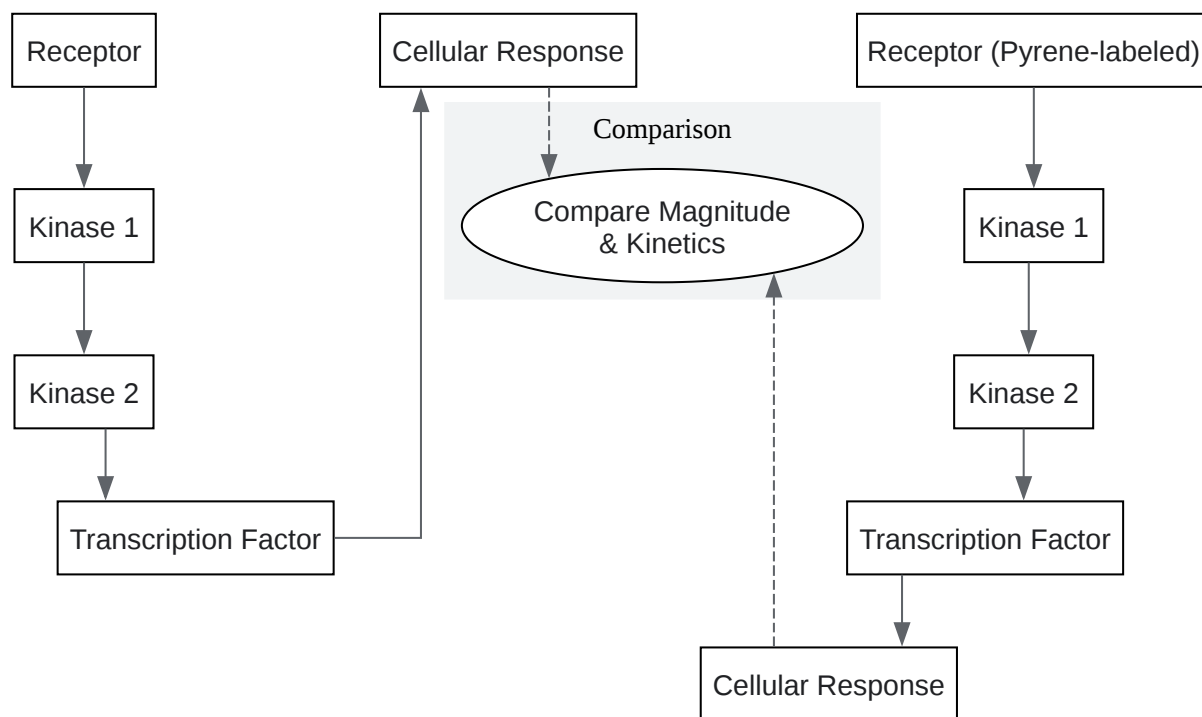 Receptor
Cellular Response
Receptor (Pyrene-labeled)
Comparison
Kinase 1
Compare Magnitude
& Kinetics
Kinase 1
Kinase 2
Kinase 2
Transcription Factor
Transcription Factor
Cellular Response